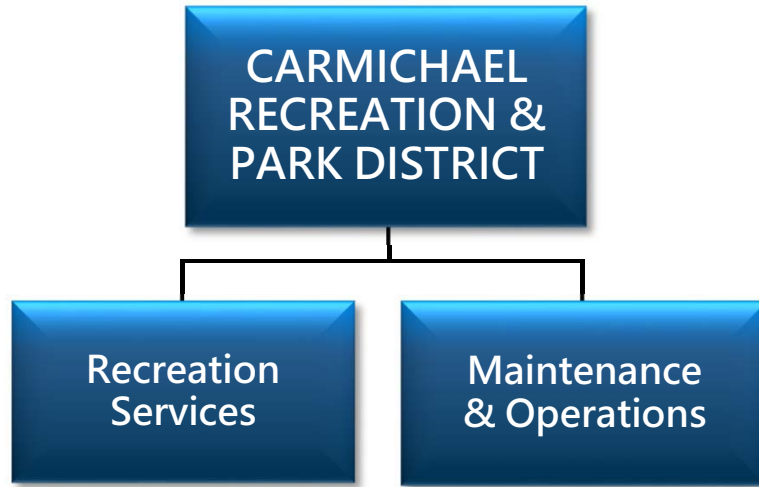 CARMICHAEL
RECREATION &
PARK DISTRICT
Recreation
Services
Maintenance
& Operations